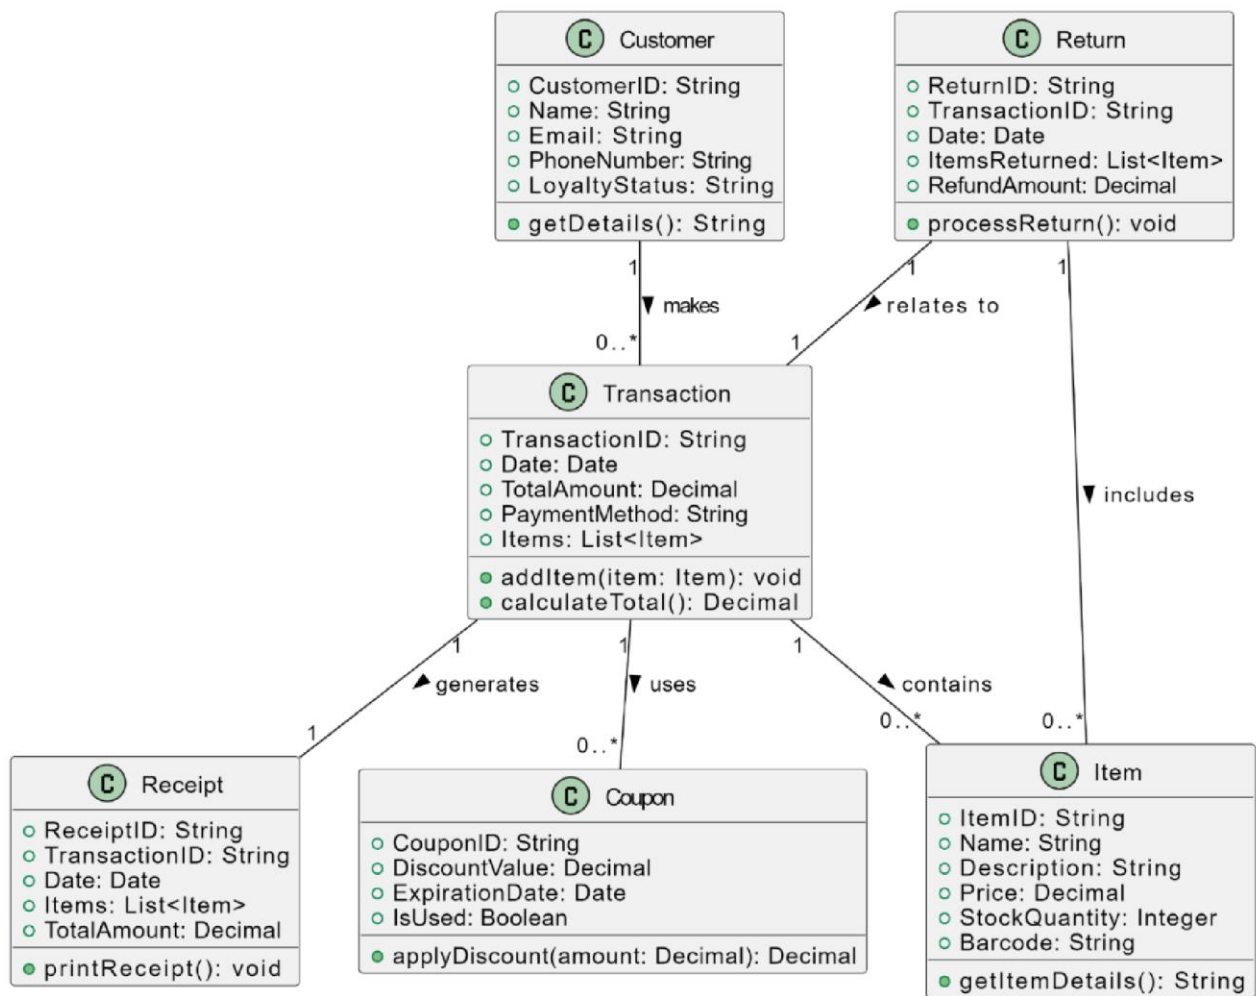 C Customer
CustomerID: String
Name: String
Email: String
PhoneNumber: String
LoyaltyStatus: String
getDetails(): String
C Return
ReturnID: String
TransactionID: String
Date: Date
ItemsReturned: List<Item>
RefundAmount: Decimal
processReturn(): void
1
makes
0..*
1
relates to
1
1
includes
0..*
C Transaction
TransactionID: String
Date: Date
TotalAmount: Decimal
PaymentMethod: String
Items: List<Item>
addItem(item: Item): void
calculateTotal(): Decimal
1
generates
1
1
uses
0..*
1
contains
0..*
C Receipt
ReceiptID: String
TransactionID: String
Date: Date
Items: List<Item>
TotalAmount: Decimal
printReceipt(): void
C Coupon
CouponID: String
DiscountValue: Decimal
ExpirationDate: Date
IsUsed: Boolean
applyDiscount(amount: Decimal): Decimal
C Item
ItemID: String
Name: String
Description: String
Price: Decimal
StockQuantity: Integer
Barcode: String
getItemDetails(): String